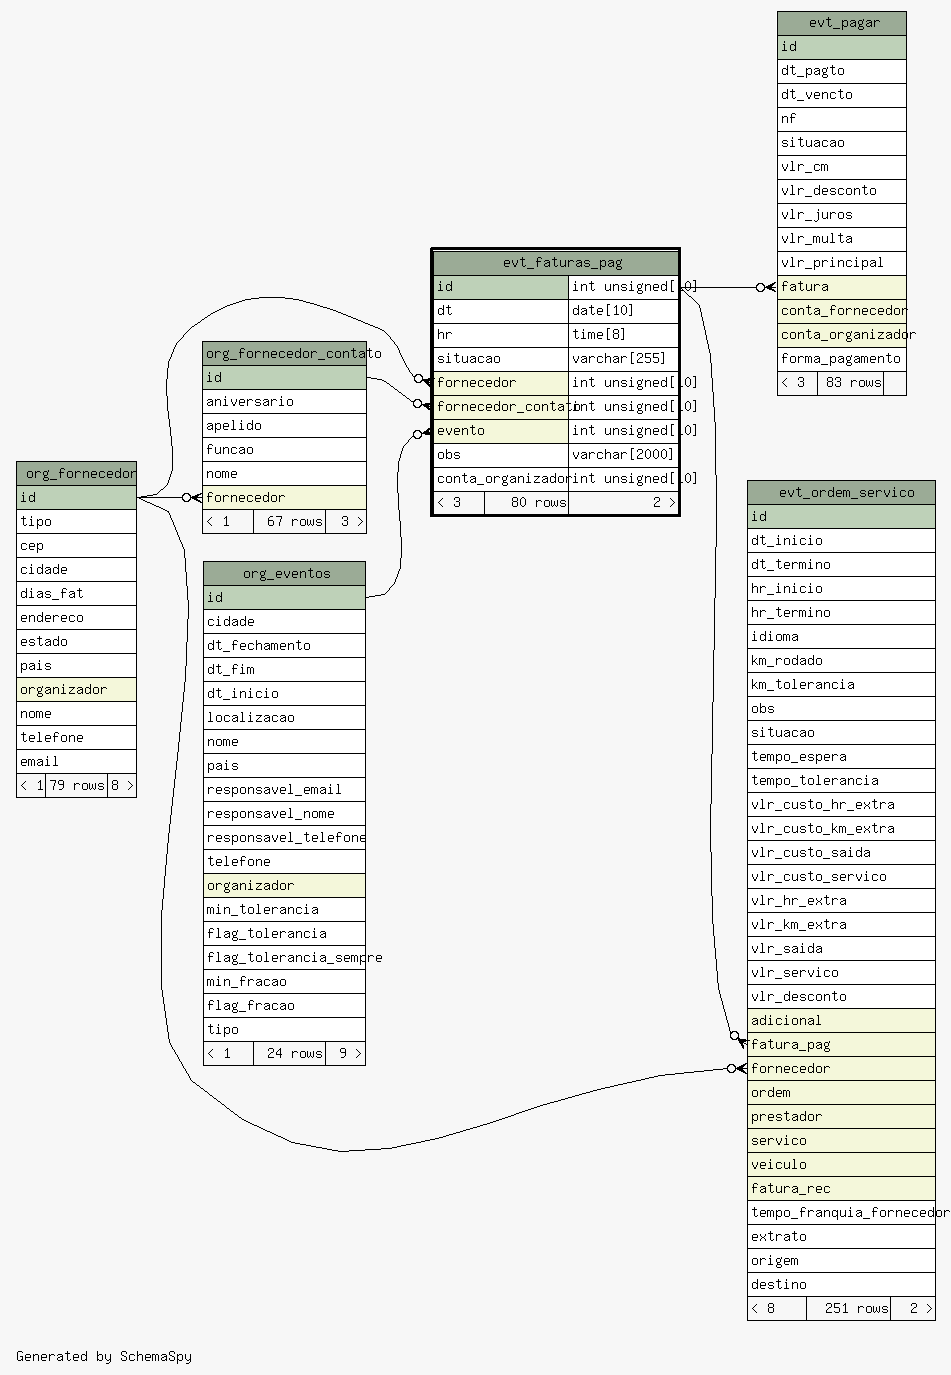 evt_pagar
id
dt_pagto
dt_vencto
nf
situacao
vlr_cm
vlr_desconto
vlr_juros
vlr_multa
vlr_principal
fatura
conta_fornecedor
conta_organizador
forma_pagamento
< 3 83 rows
evt_faturas_pag
id int unsigned[10]
dt date[10]
hr time[8]
situacao varchar[255]
fornecedor int unsigned[10]
fornecedor_contato int unsigned[10]
evento int unsigned[10]
obs varchar[2000]
conta_organizador int unsigned[10]
< 3 80 rows 2 >
org_fornecedor_contato
id
aniversario
apelido
funcao
nome
fornecedor
< 1 67 rows 3 >
org_fornecedor
id
tipo
cep
cidade
dias_fat
endereco
estado
pais
organizador
nome
telefone
email
< 1 79 rows 8 >
org_eventos
id
cidade
dt_fechamento
dt_fim
dt_inicio
localizacao
nome
pais
responsavel_email
responsavel_nome
responsavel_telefone
telefone
organizador
min_tolerancia
flag_tolerancia
flag_tolerancia_sempre
min_fracao
flag_fracao
tipo
< 1 24 rows 9 >
evt_ordem_servico
id
dt_inicio
dt_termino
hr_inicio
hr_termino
idioma
km_rodado
km_tolerancia
obs
situacao
tempo_espera
tempo_tolerancia
vlr_custo_hr_extra
vlr_custo_km_extra
vlr_custo_saida
vlr_custo_servico
vlr_hr_extra
vlr_km_extra
vlr_saida
vlr_servico
vlr_desconto
adicional
fatura_pag
fornecedor
ordem
prestador
servico
veiculo
fatura_rec
tempo_franquia_fornecedor
extrato
origem
destino
< 8 251 rows 2 >
Generated by SchemaSpy